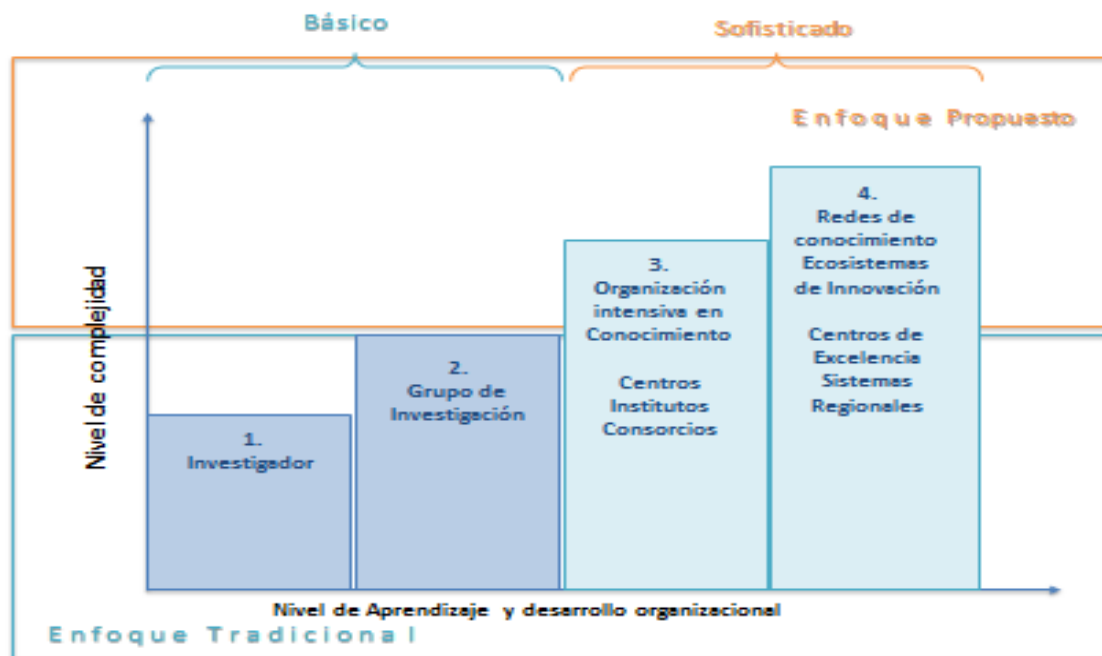 Básico
Sofisticado
Enfoque Propuesto
Nivel de complejidad
1.
Investigador
2.
Grupo de
Investigación
3.
Organización
intensiva en
Conocimiento
Centros
Institutos
Consorcios
4.
Redes de
conocimiento
Ecosistemas
de Innovación
Centros de
Excelencia
Sistemas
Regionales
Nivel de Aprendizaje y desarrollo organizacional
Enfoque Tradicional